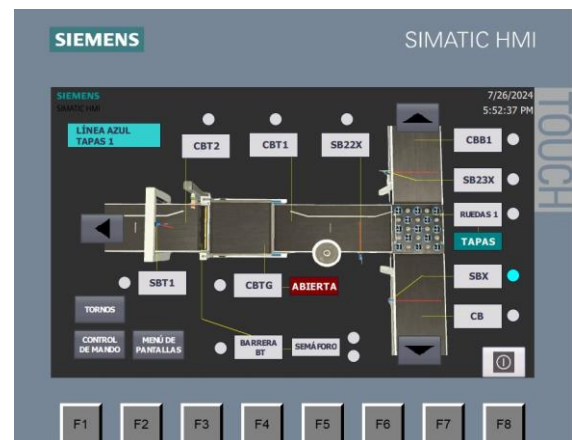 SIEMENS
SIMATIC HMI
TOUCH
SIEMENS
SIMATIC HMI
7/26/2024
5:52:37 PM
LÍNEA AZUL
TAPAS 1
CBT2
CBT1
SB22X
CBB1
SB23X
RUEDAS 1
TAPAS
SBT1
CBTG
ABIERTA
SBX
CB
TORNOS
CONTROL
DE MANDO
MENÚ DE
PANTALLAS
BARRERA
BT
SEMÁFORO
F1
F2
F3
F4
F5
F6
F7
F8